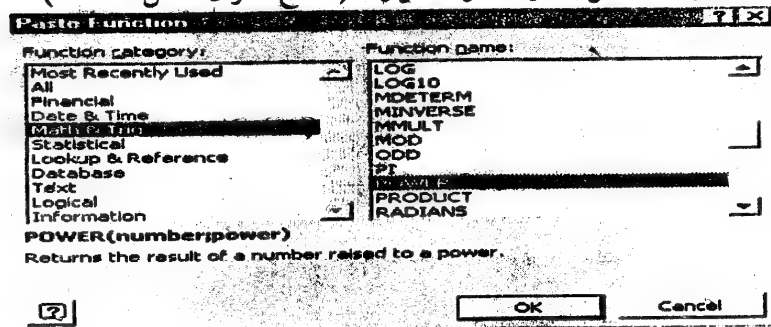 Paste Function
Function category:
Most Recently Used
All
Financial
Date & Time
Math & Trig
Statistical
Lookup & Reference
Database
Text
Logical
Information
Function name:
LOG
LOG10
MDETERM
MINVERSE
MMULT
MOD
ODD
PI
POWER
PRODUCT
RADIANS
POWER(number;power)
Returns the result of a number raised to a power.
OK
Cancel